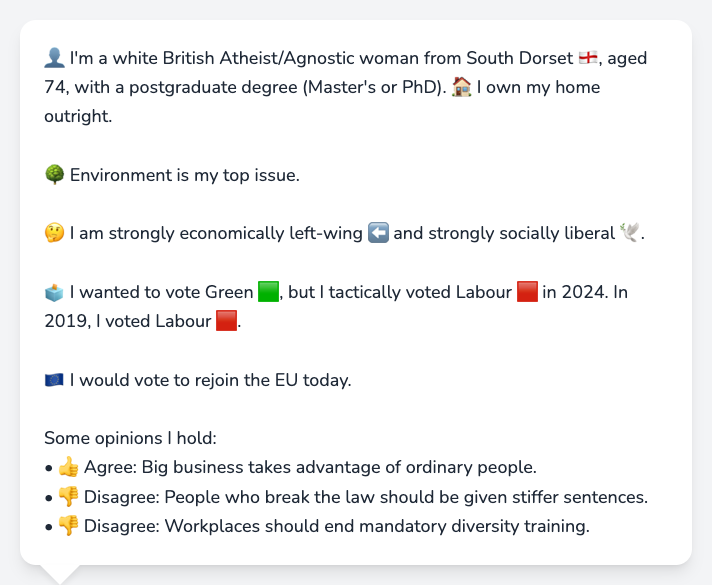 👤 I'm a white British Atheist/Agnostic woman from South Dorset 🏴󠁧󠁢󠁥󠁮󠁧󠁿, aged
74, with a postgraduate degree (Master's or PhD). 🏠 I own my home
outright.
🌳 Environment is my top issue.
🤔 I am strongly economically left-wing ⬅️ and strongly socially liberal 🕊️.
🗳️ I wanted to vote Green 🟩, but I tactically voted Labour 🟥 in 2024. In
2019, I voted Labour 🟥.
🇪🇺 I would vote to rejoin the EU today.
Some opinions I hold:
• 👍 Agree: Big business takes advantage of ordinary people.
• 👎 Disagree: People who break the law should be given stiffer sentences.
• 👎 Disagree: Workplaces should end mandatory diversity training.